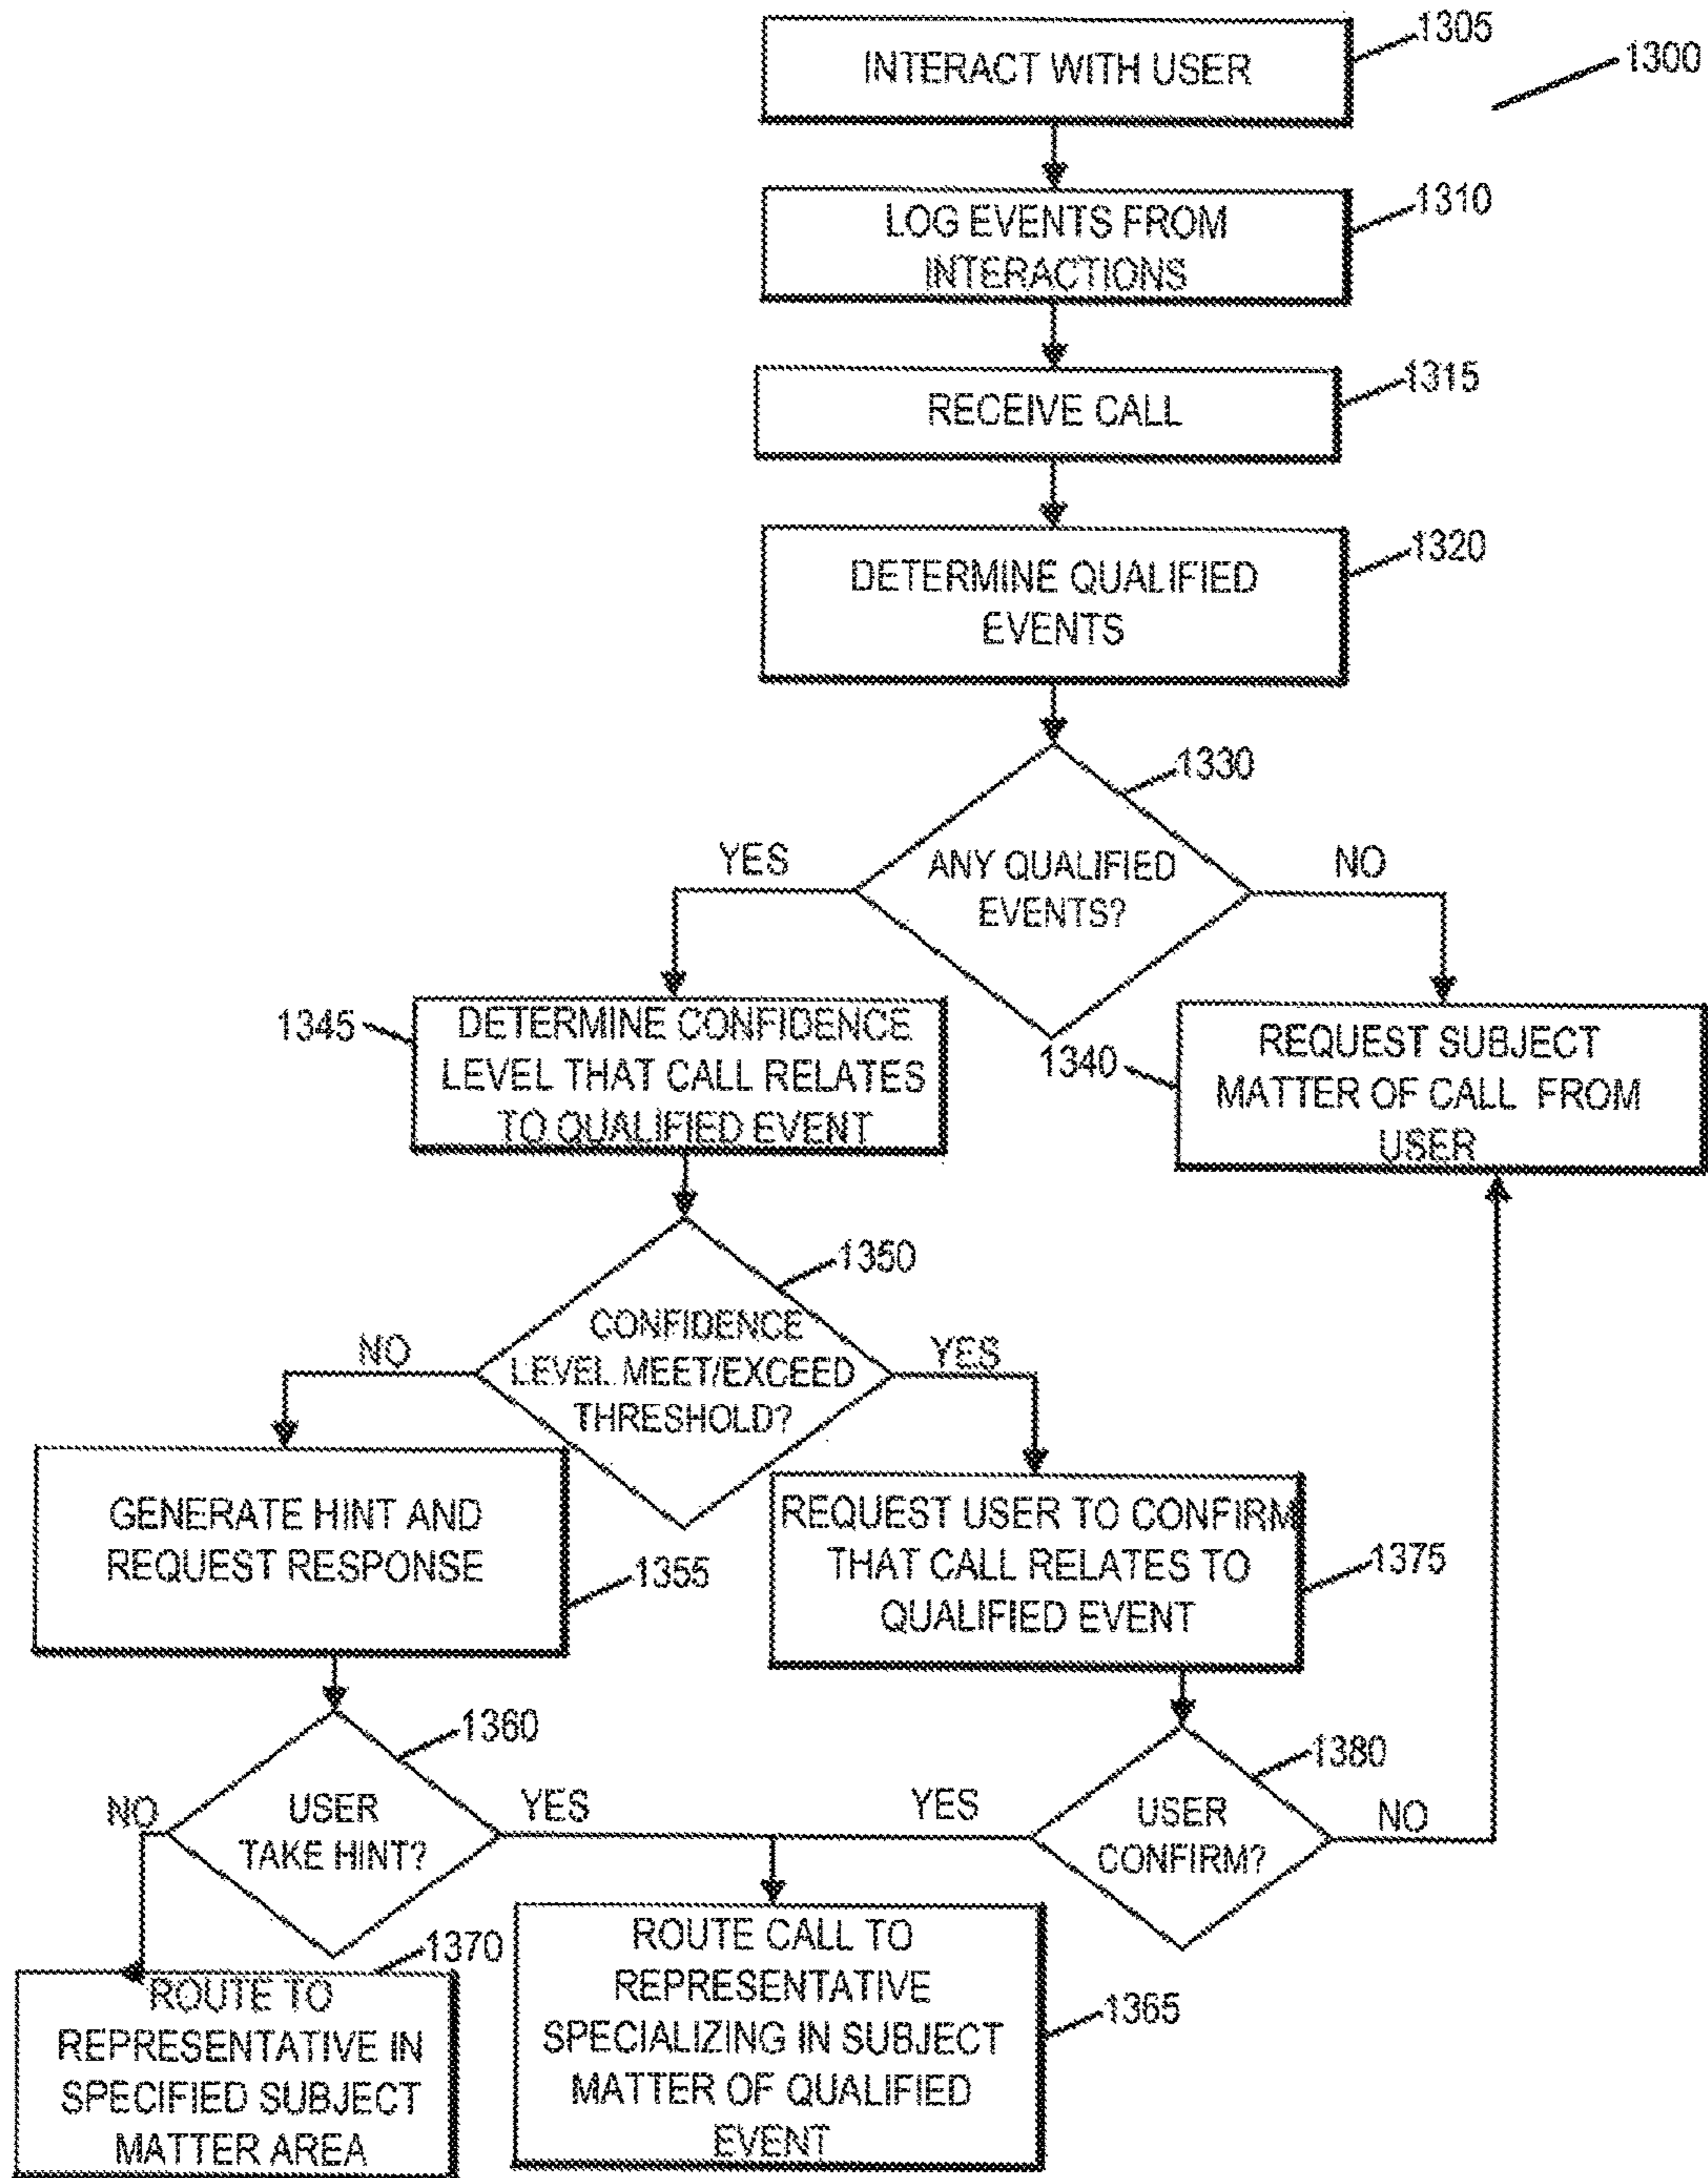 1305
INTERACT WITH USER
1300
1310
LOG EVENTS FROM
INTERACTIONS
1315
RECEIVE CALL
1320
DETERMINE QUALIFIED
EVENTS
1330
YES
ANY QUALIFIED
EVENTS?
NO
1345
DETERMINE CONFIDENCE
LEVEL THAT CALL RELATES
TO QUALIFIED EVENT
1340
REQUEST SUBJECT
MATTER OF CALL FROM
USER
1350
NO
CONFIDENCE
LEVEL MEET/EXCEED
THRESHOLD?
YES
GENERATE HINT AND
REQUEST RESPONSE
1355
REQUEST USER TO CONFIRM
THAT CALL RELATES TO
QUALIFIED EVENT
1375
1360
NO
USER
TAKE HINT?
YES
1380
YES
USER
CONFIRM?
NO
1370
ROUTE TO
REPRESENTATIVE IN
SPECIFIED SUBJECT
MATTER AREA
ROUTE CALL TO
REPRESENTATIVE
SPECIALIZING IN SUBJECT
MATTER OF QUALIFIED
EVENT
1365